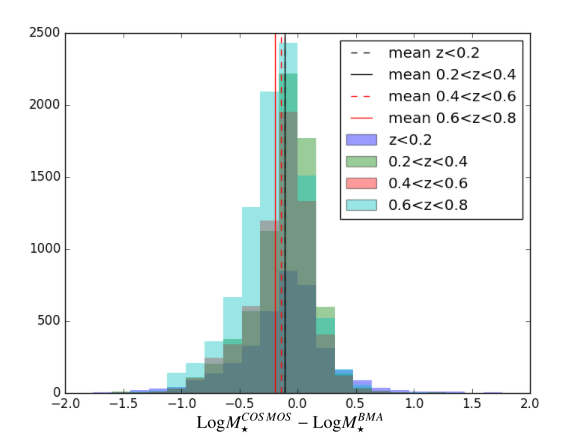 2500
2000
1500
1000
500
0
−2.0 −1.5 −1.0 −0.5 0.0 0.5 1.0 1.5 2.0
LogM⋆^COSMOS − LogM⋆^BMA
mean z<0.2
mean 0.2<z<0.4
mean 0.4<z<0.6
mean 0.6<z<0.8
z<0.2
0.2<z<0.4
0.4<z<0.6
0.6<z<0.8